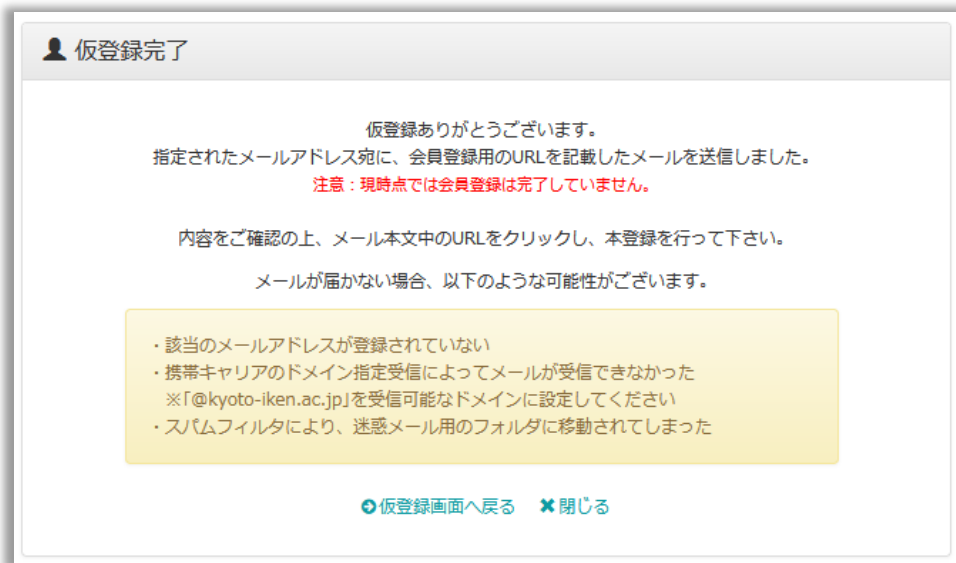 仮登録完了
仮登録ありがとうございます。
指定されたメールアドレス宛に、会員登録用のURLを記載したメールを送信しました。
注意：現時点では会員登録は完了していません。
内容をご確認の上、メール本文中のURLをクリックし、本登録を行って下さい。
メールが届かない場合、以下のような可能性がございます。
・該当のメールアドレスが登録されていない
・携帯キャリアのドメイン指定受信によってメールが受信できなかった
※「@kyoto-iken.ac.jp」を受信可能なドメインに設定してください
・スパムフィルタにより、迷惑メール用のフォルダに移動されてしまった
仮登録画面へ戻る 閉じる